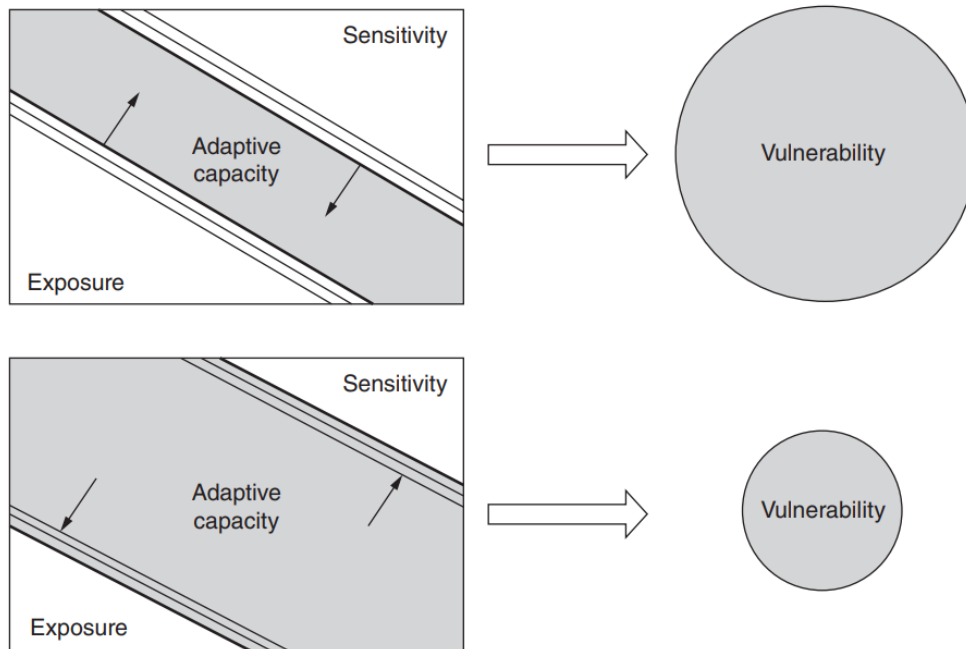 Sensitivity
Adaptive
capacity
Exposure
Vulnerability
Sensitivity
Adaptive
capacity
Exposure
Vulnerability